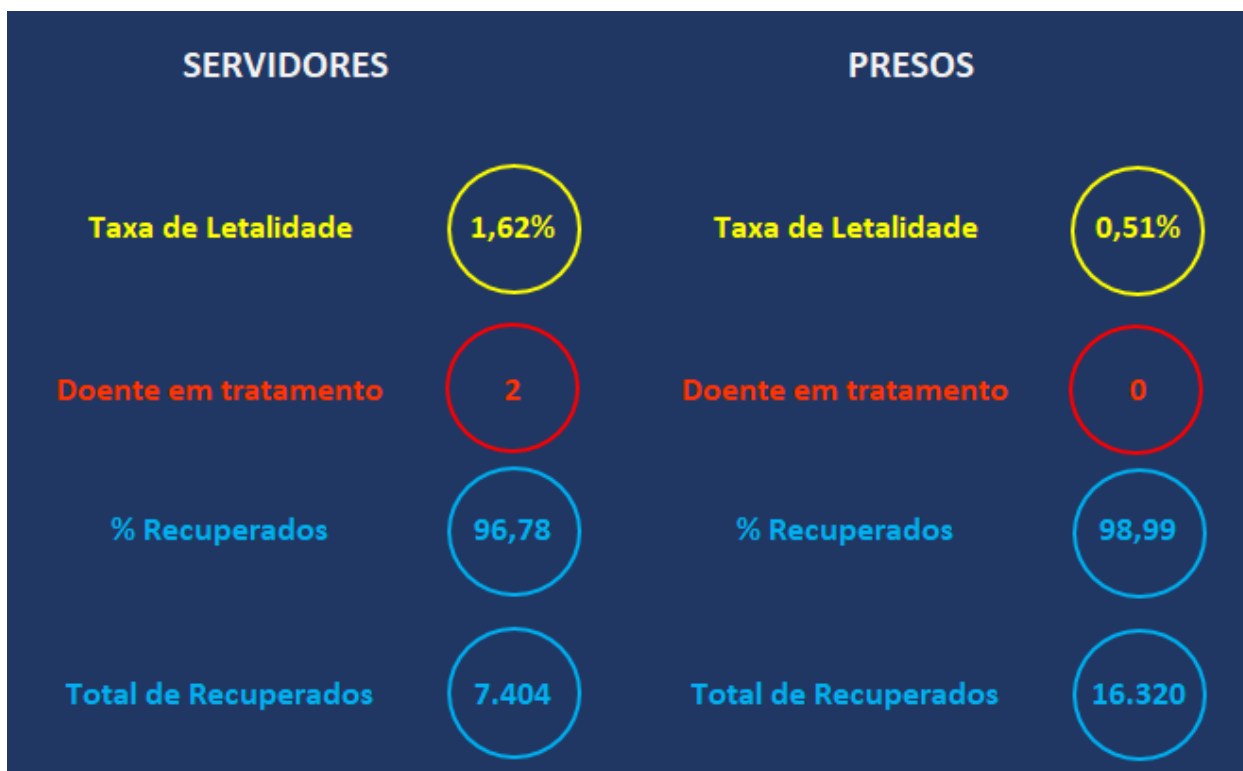 SERVIDORES
PRESOS
Taxa de Letalidade 1,62%
Taxa de Letalidade 0,51%
Doente em tratamento 2
Doente em tratamento 0
% Recuperados 96,78
% Recuperados 98,99
Total de Recuperados 7.404
Total de Recuperados 16.320